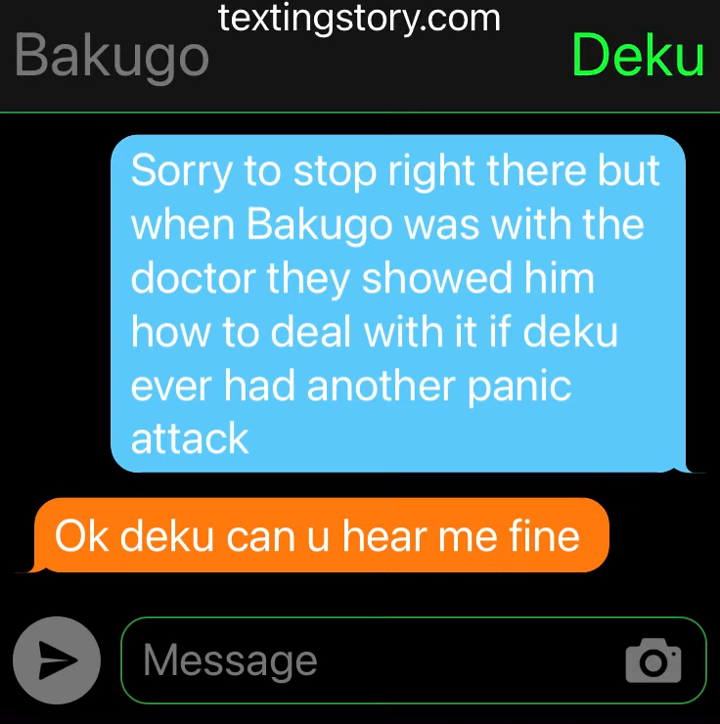 textingstory.com
Bakugo
Deku
Sorry to stop right there but
when Bakugo was with the
doctor they showed him
how to deal with it if deku
ever had another panic
attack
Ok deku can u hear me fine
Message